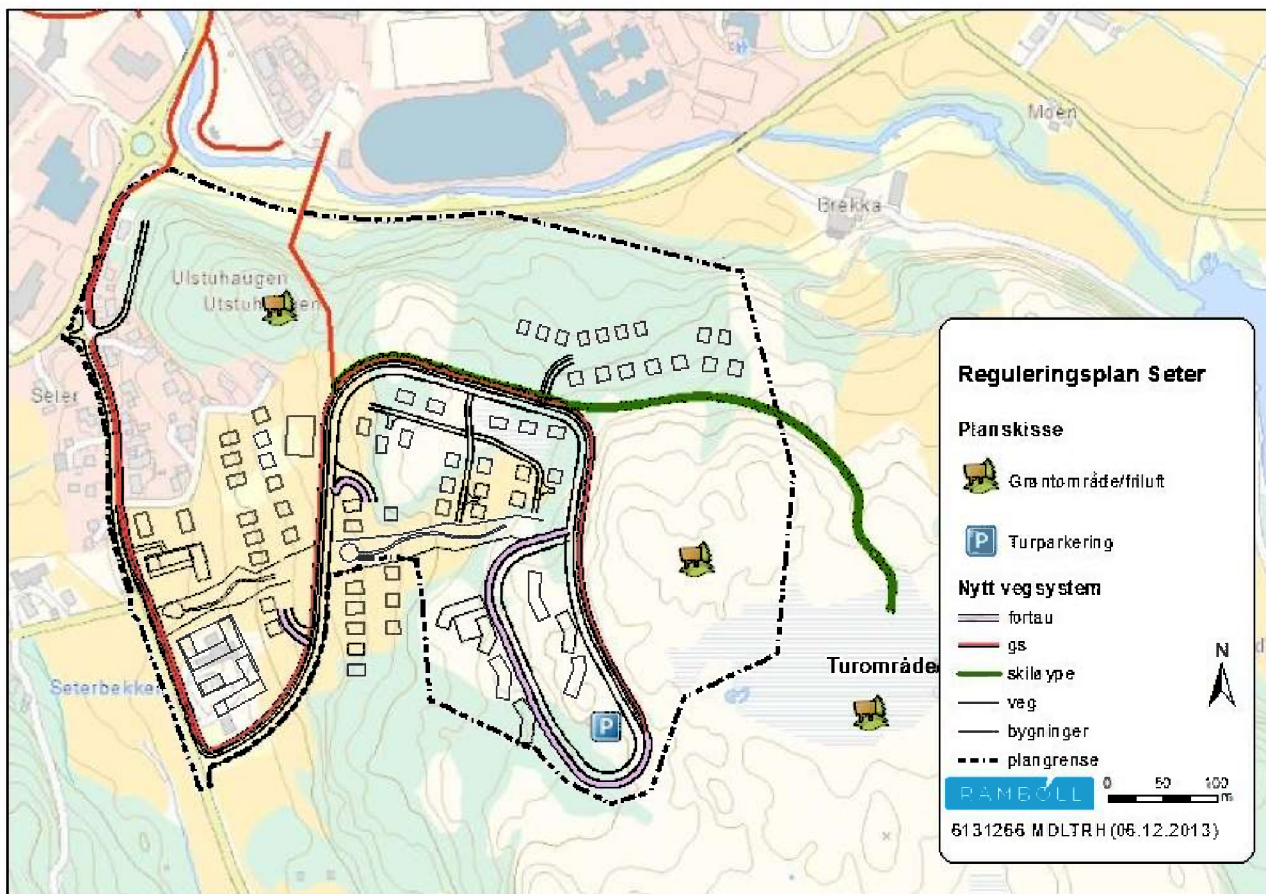 Moen
Brekka
Ulstuhaugen
Seter
Seterbekken
Turområde
P
Reguleringsplan Seter
Planskisse
Grøntområde/friluft
P
Turparkering
Nytt vegsystem
fortau
gs
skiløype
veg
bygninger
plangrense
N
RAMBOLL
0 50 100
m
6131266 MDLTRH (06.12.2013)